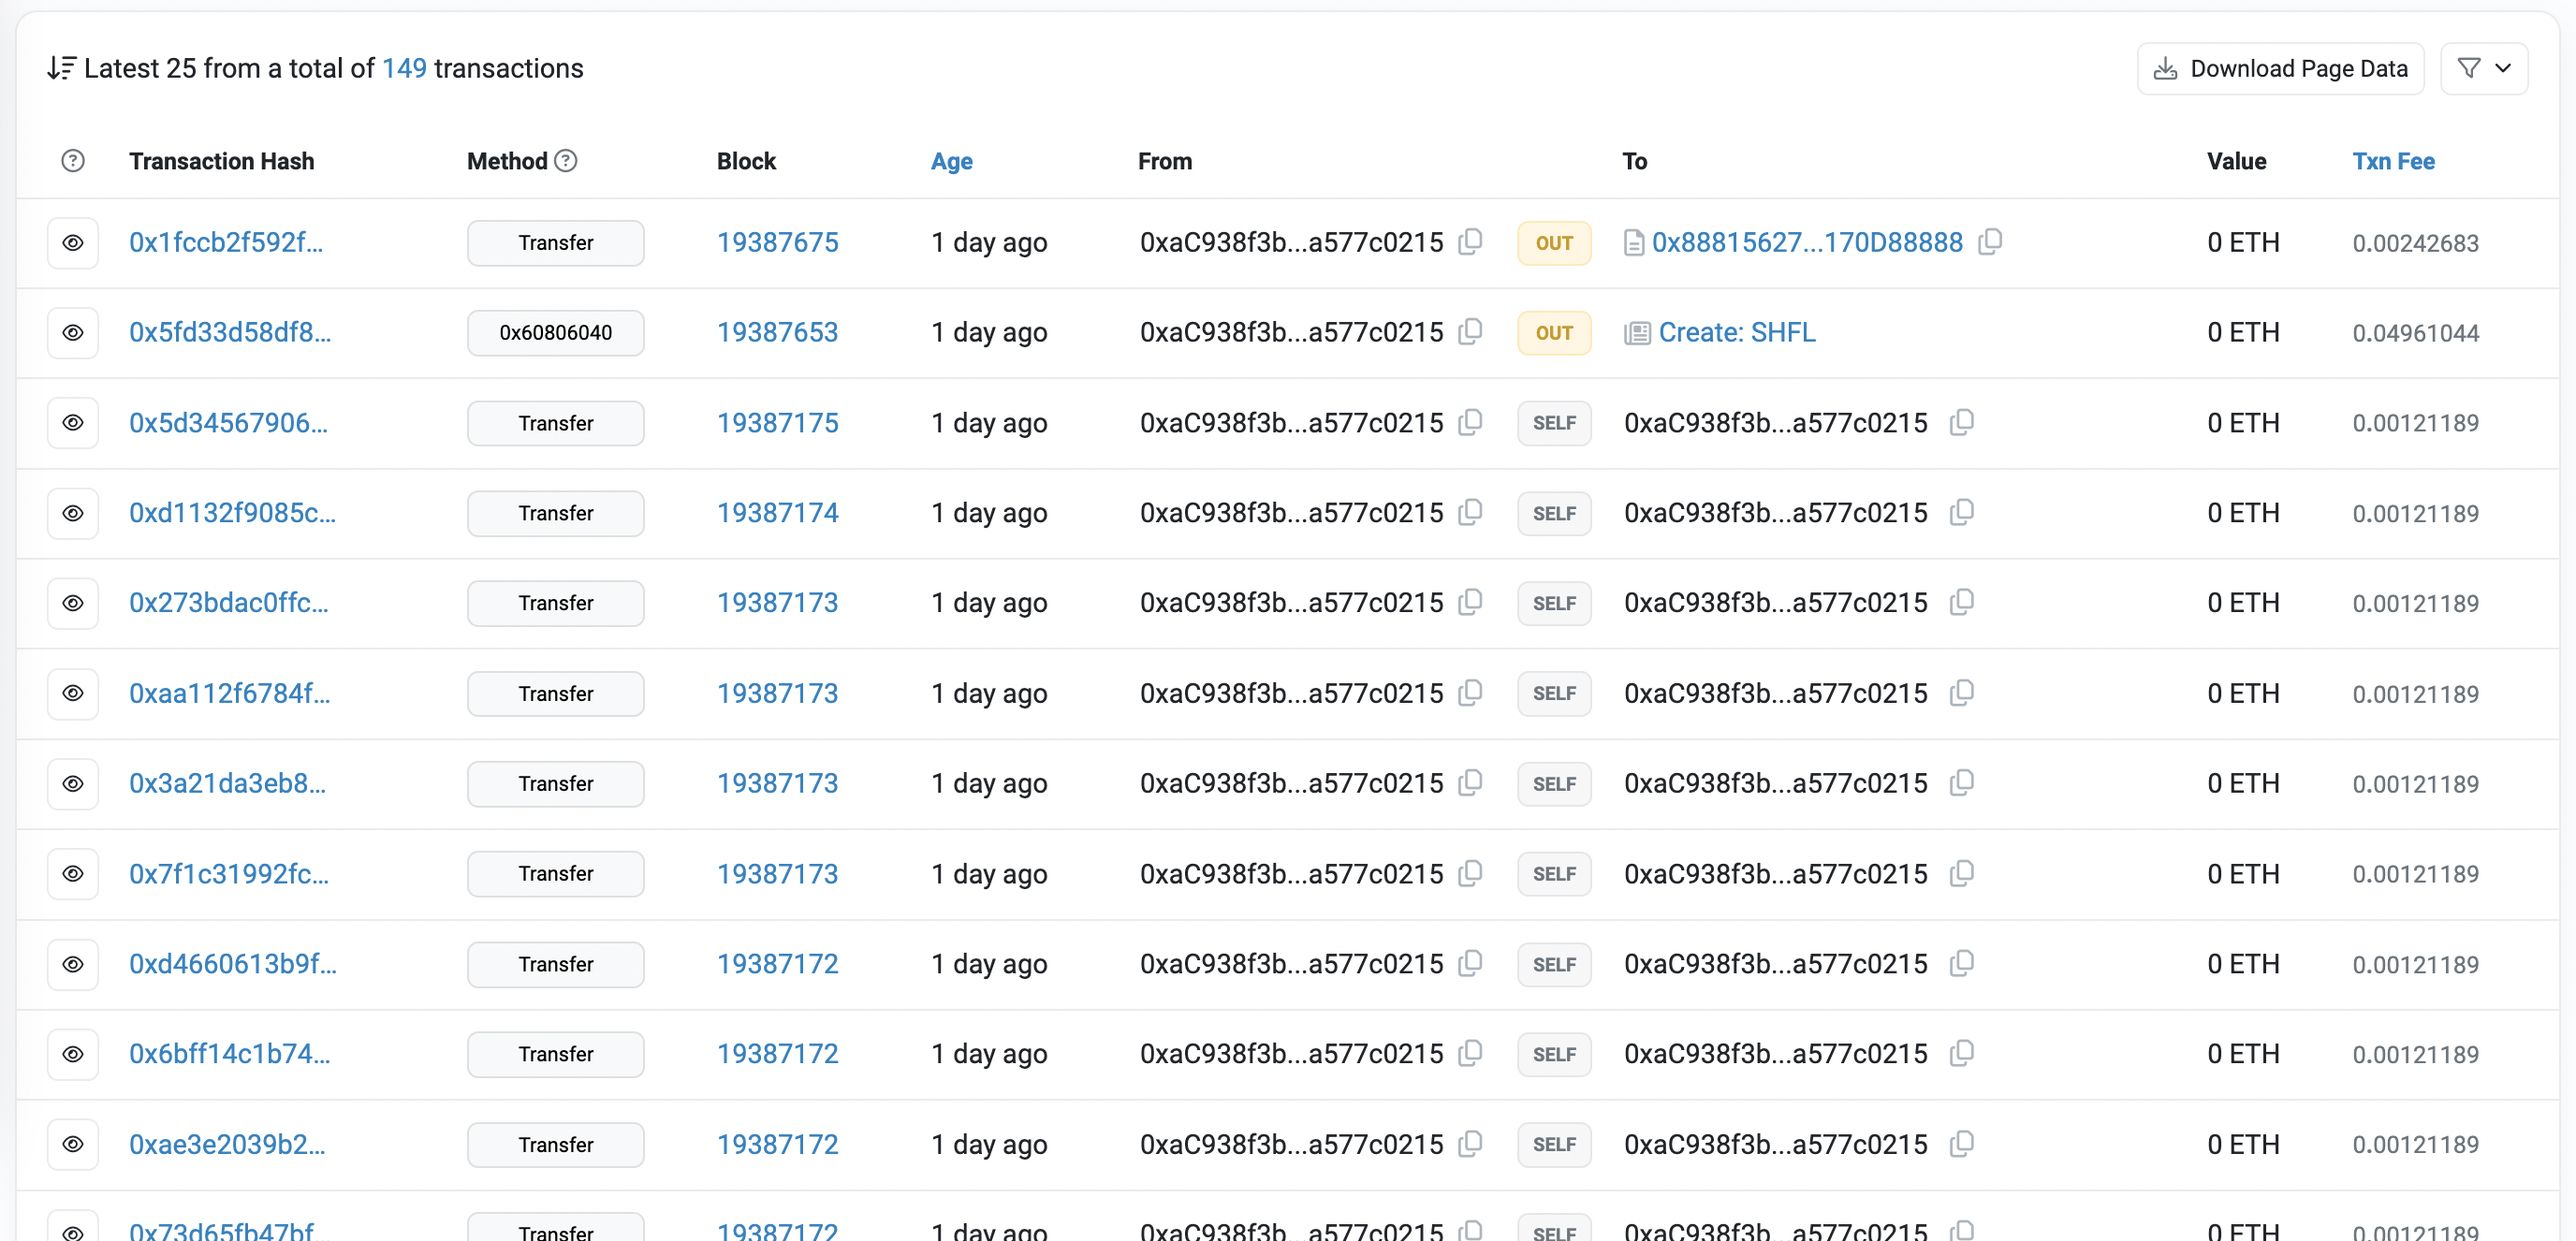 Latest 25 from a total of 149 transactions Download Page Data
Transaction Hash Method Block Age From To Value Txn Fee
0x1fccb2f592f... Transfer 19387675 1 day ago 0xaC938f3b...a577c0215 OUT 0x88815627...170D88888 0 ETH 0.00242683
0x5fd33d58df8... 0x60806040 19387653 1 day ago 0xaC938f3b...a577c0215 OUT Create: SHFL 0 ETH 0.04961044
0x5d34567906... Transfer 19387175 1 day ago 0xaC938f3b...a577c0215 SELF 0xaC938f3b...a577c0215 0 ETH 0.00121189
0xd1132f9085c... Transfer 19387174 1 day ago 0xaC938f3b...a577c0215 SELF 0xaC938f3b...a577c0215 0 ETH 0.00121189
0x273bdac0ffc... Transfer 19387173 1 day ago 0xaC938f3b...a577c0215 SELF 0xaC938f3b...a577c0215 0 ETH 0.00121189
0xaa112f6784f... Transfer 19387173 1 day ago 0xaC938f3b...a577c0215 SELF 0xaC938f3b...a577c0215 0 ETH 0.00121189
0x3a21da3eb8... Transfer 19387173 1 day ago 0xaC938f3b...a577c0215 SELF 0xaC938f3b...a577c0215 0 ETH 0.00121189
0x7f1c31992fc... Transfer 19387173 1 day ago 0xaC938f3b...a577c0215 SELF 0xaC938f3b...a577c0215 0 ETH 0.00121189
0xd4660613b9f... Transfer 19387172 1 day ago 0xaC938f3b...a577c0215 SELF 0xaC938f3b...a577c0215 0 ETH 0.00121189
0x6bff14c1b74... Transfer 19387172 1 day ago 0xaC938f3b...a577c0215 SELF 0xaC938f3b...a577c0215 0 ETH 0.00121189
0xae3e2039b2... Transfer 19387172 1 day ago 0xaC938f3b...a577c0215 SELF 0xaC938f3b...a577c0215 0 ETH 0.00121189
0x73d65fb47bf... Transfer 19387172 1 day ago 0xaC938f3b...a577c0215 SELF 0xaC938f3b...a577c0215 0 ETH 0.00121189